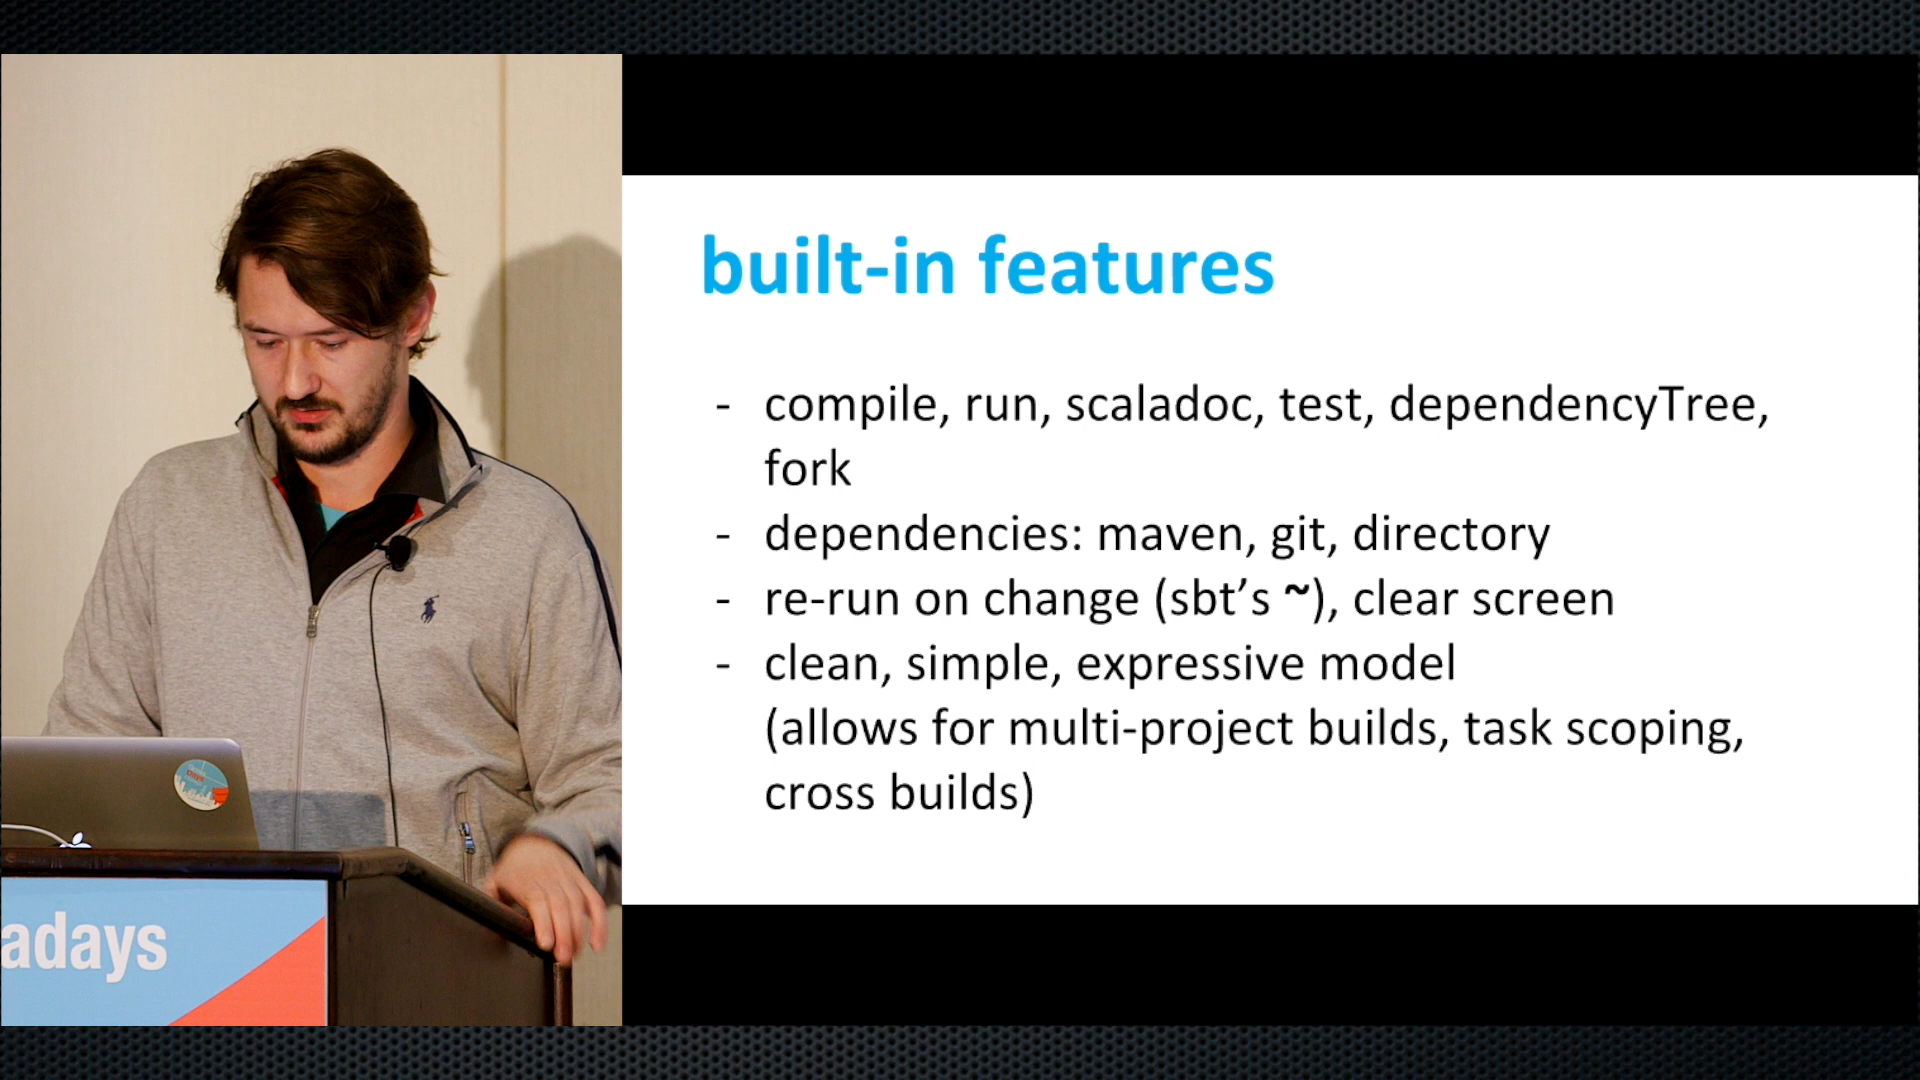 built-in features
- compile, run, scaladoc, test, dependencyTree,
fork
- dependencies: maven, git, directory
- re-run on change (sbt's ~), clear screen
- clean, simple, expressive model
(allows for multi-project builds, task scoping,
cross builds)
adays